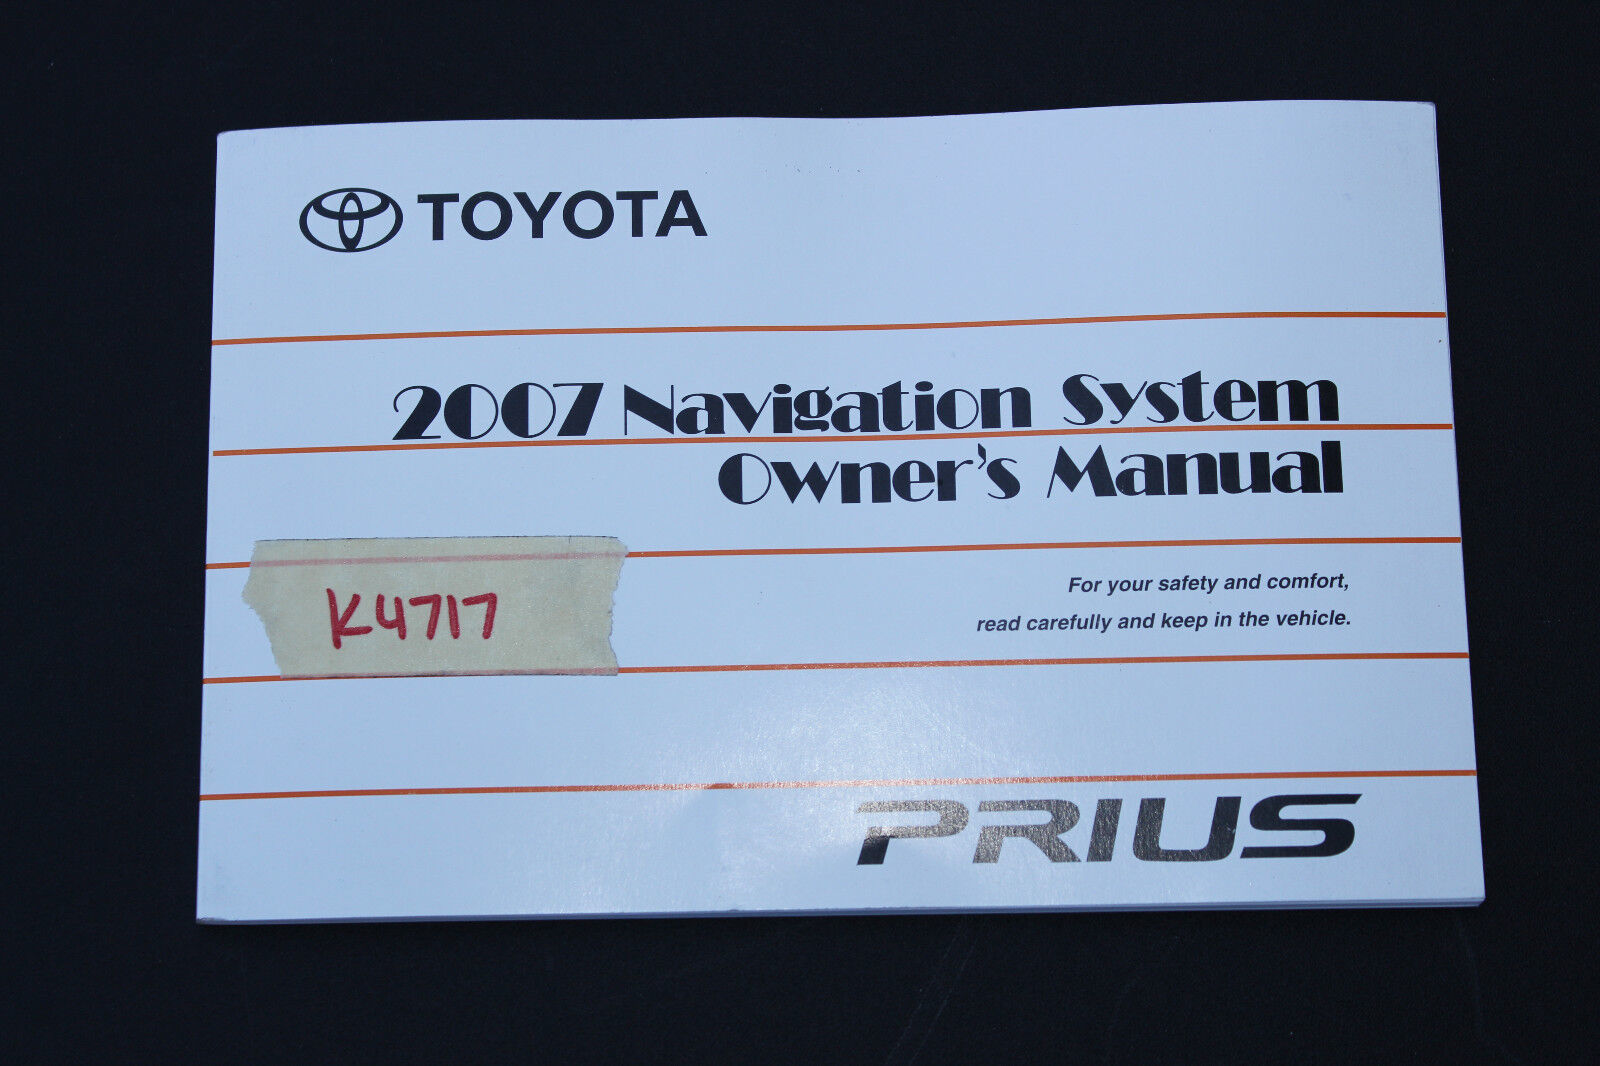 TOYOTA
2007 Navigation System
Owner's Manual
K4717
For your safety and comfort,
read carefully and keep in the vehicle.
PRIUS